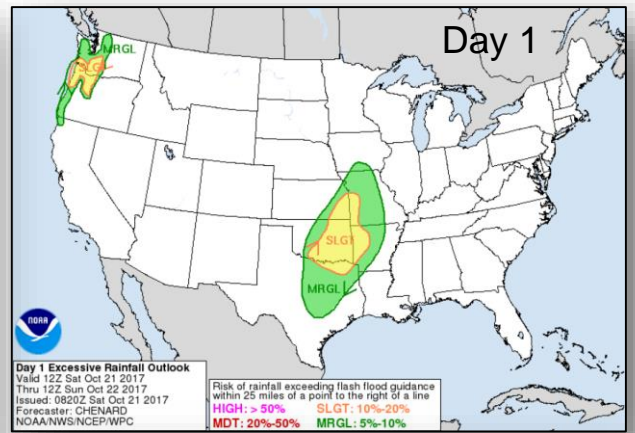 Day 1
MRGL
SLGT
SLGT
MRGL
NOAA
Day 1 Excessive Rainfall Outlook
Valid 12Z Sat Oct 21 2017
Thru 12Z Sun Oct 22 2017
Issued: 0820Z Sat Oct 21 2017
Forecaster: CHENARD
NOAA/NWS/NCEP/WPC
Risk of rainfall exceeding flash flood guidance
within 25 miles of a point to the right of a line
HIGH: > 50% SLGT: 10%-20%
MDT: 20%-50% MRGL: 5%-10%